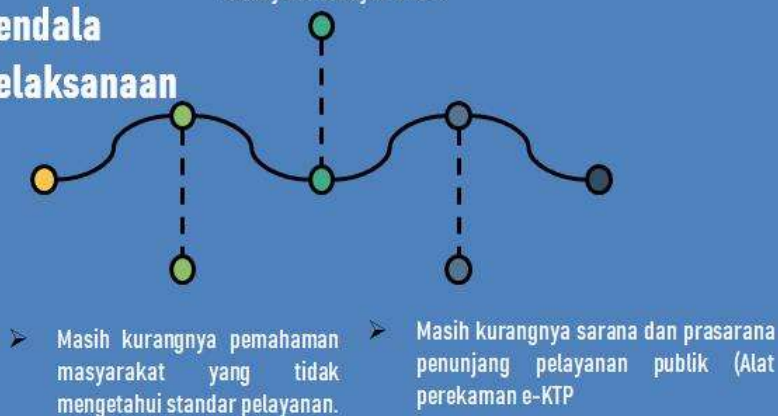 endala
elaksanaan
➢ Masih kurangnya pemahaman
masyarakat yang tidak
mengetahui standar pelayanan.
➢ Masih kurangnya sarana dan prasarana
penunjang pelayanan publik (Alat
perekaman e-KTP